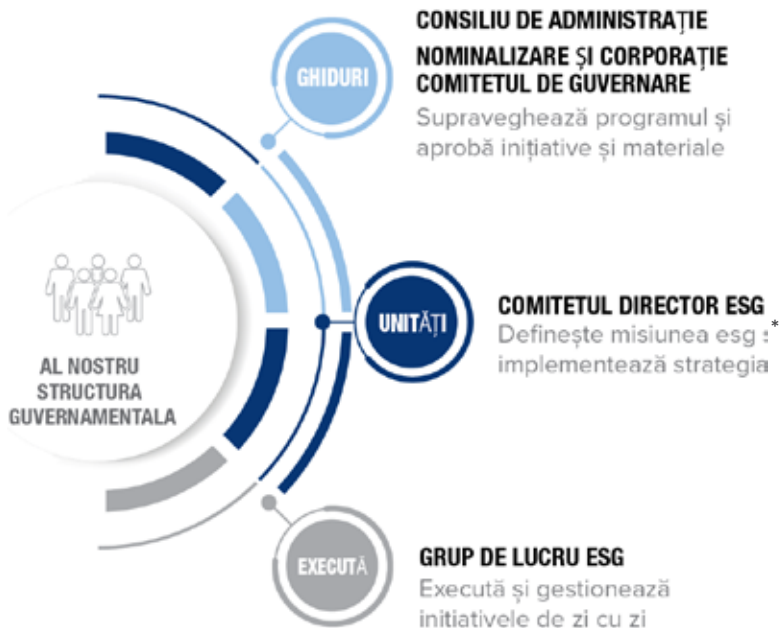 CONSILIU DE ADMINISTRAȚIE
NOMINALIZARE ȘI CORPORAȚIE
COMITETUL DE GUVERNARE
Supraveghează programul și
aprobă inițiative și materiale
GHIDURI
AL NOSTRU
STRUCTURA
GUVERNAMENTALA
UNITĂȚI
COMITETUL DIRECTOR ESG
Definește misiunea esg *
implementează strategia
EXECUTĂ
GRUP DE LUCRU ESG
Execută și gestionează
initiativele de zi cu zi